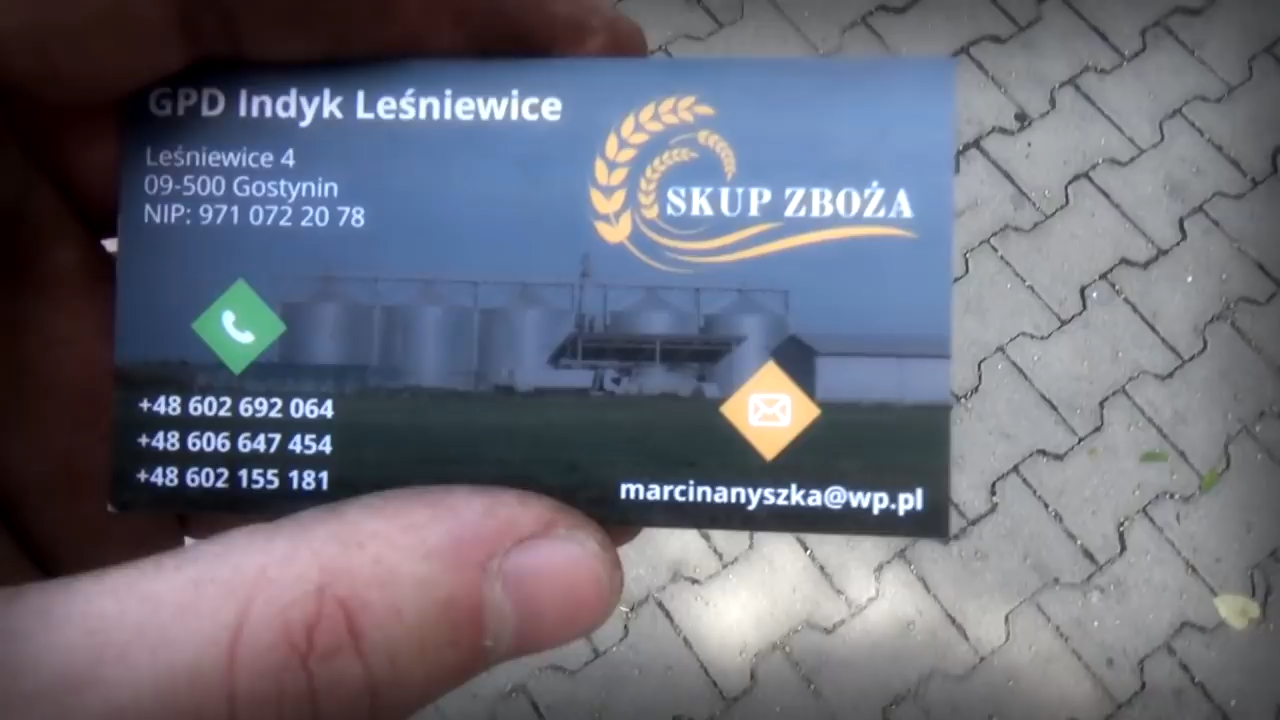 GPD Indyk Leśniewice
Leśniewice 4
09-500 Gostynin
NIP: 971 072 20 78
SKUP ZBOŻA
+48 602 692 064
+48 606 647 454
+48 602 155 181
marcinanyszka@wp.pl